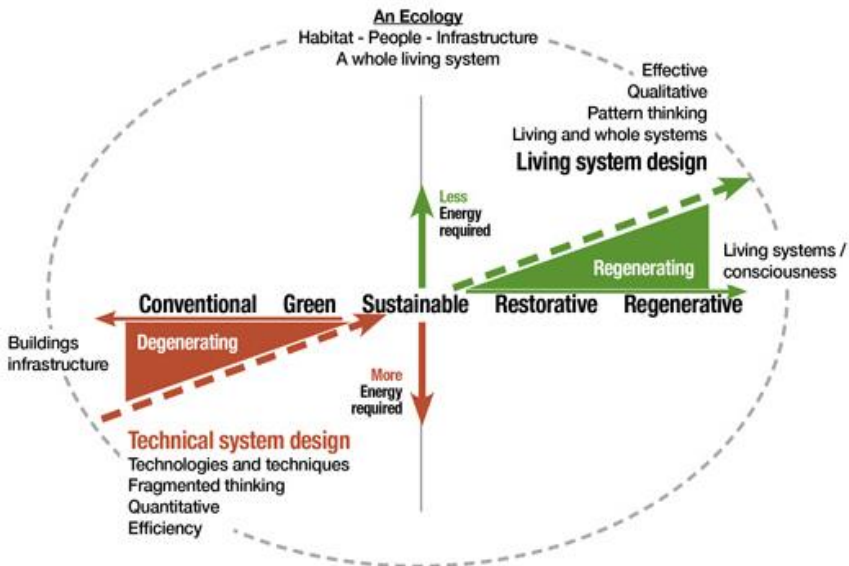 An Ecology
Habitat - People - Infrastructure
A whole living system
Effective
Qualitative
Pattern thinking
Living and whole systems
Living system design
Less
Energy
required
Regenerating
Living systems /
consciousness
Conventional Green Sustainable Restorative Regenerative
Buildings
infrastructure
Degenerating
More
Energy
required
Technical system design
Technologies and techniques
Fragmented thinking
Quantitative
Efficiency